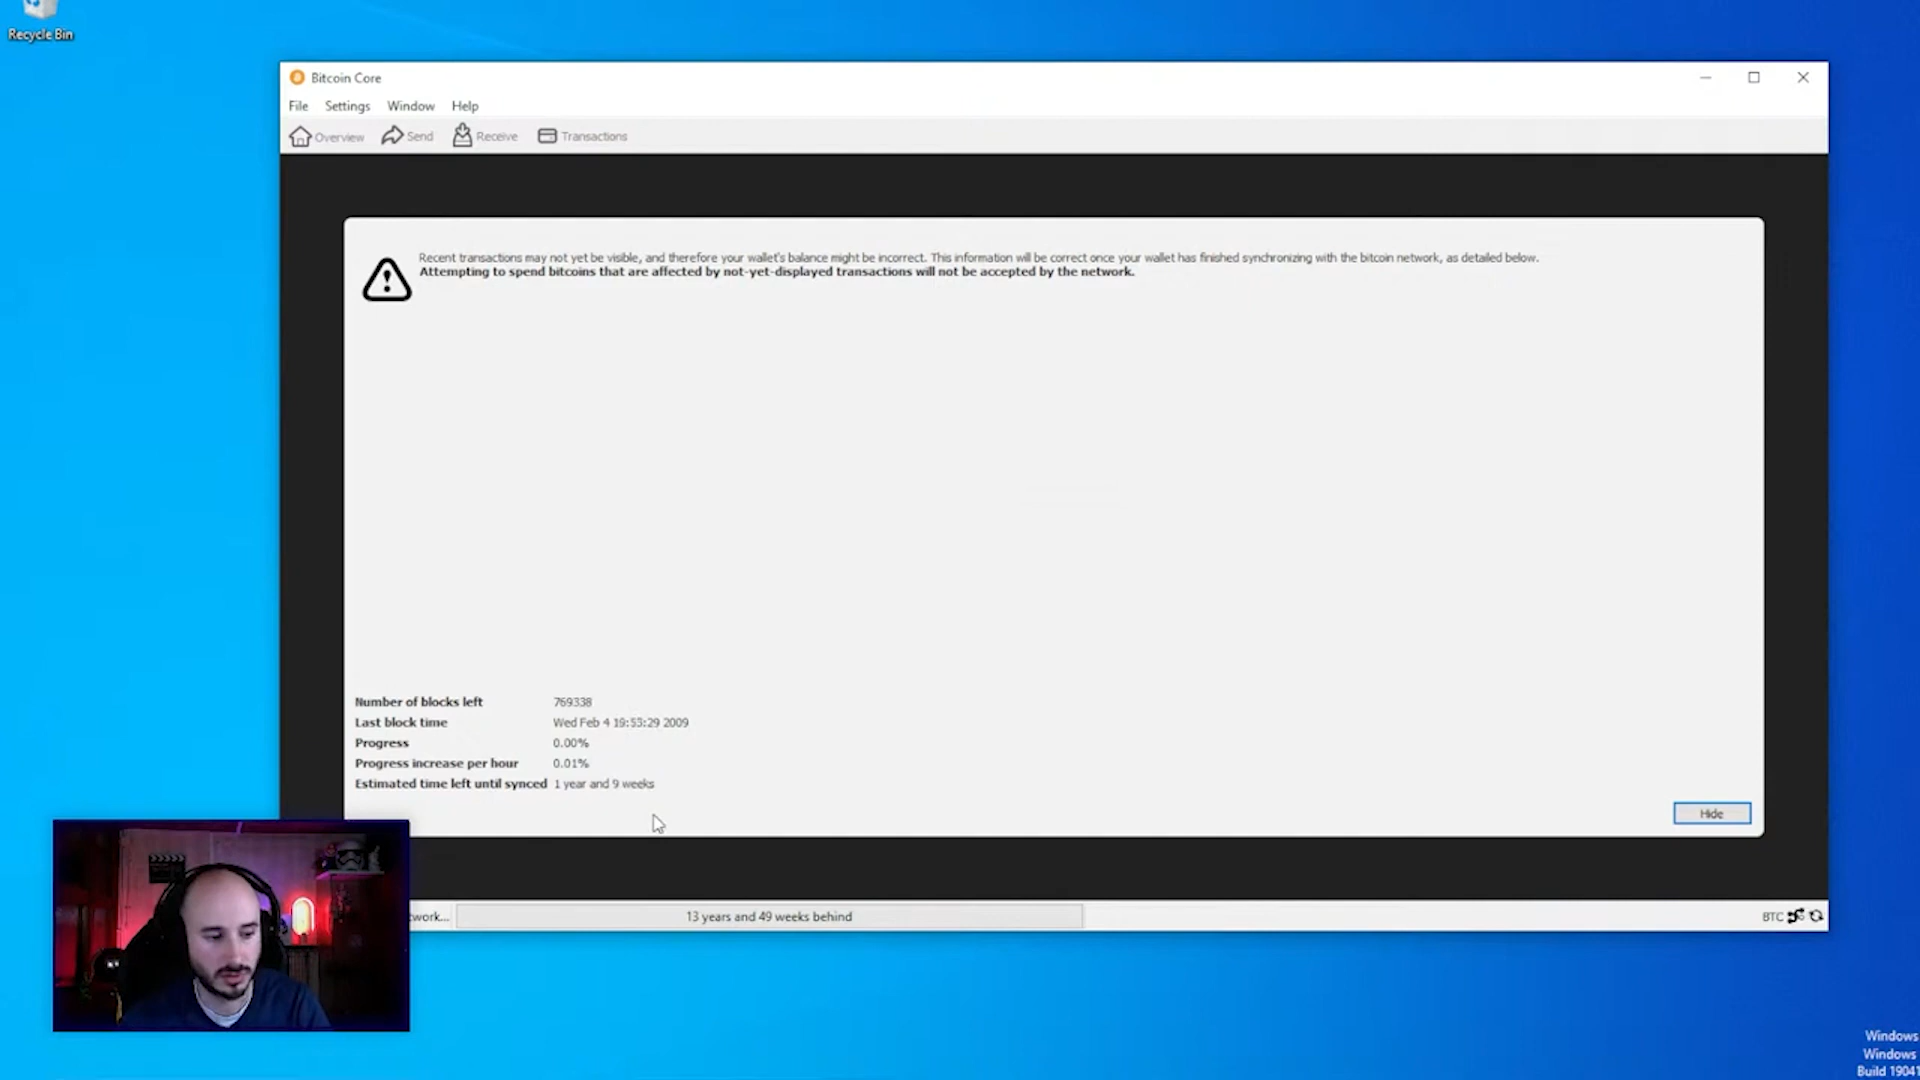 Recycle Bin
Bitcoin Core
File Settings Window Help
Overview Send Receive Transactions
Recent transactions may not yet be visible, and therefore your wallet's balance might be incorrect. This information will be correct once your wallet has finished synchronizing with the bitcoin network, as detailed below.
Attempting to spend bitcoins that are affected by not-yet-displayed transactions will not be accepted by the network.
Number of blocks left 769338
Last block time Wed Feb 4 19:53:29 2009
Progress 0.00%
Progress increase per hour 0.01%
Estimated time left until synced 1 year and 9 weeks
Hide
twork... 13 years and 49 weeks behind BTC
Windows
Windows
Build 19041